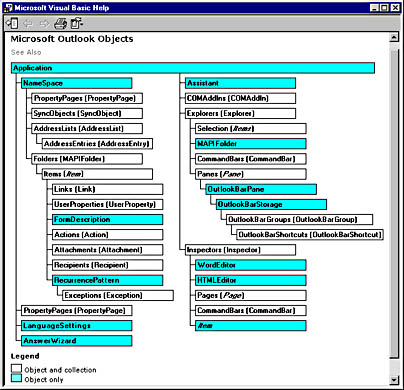 Microsoft Visual Basic Help
Microsoft Outlook Objects
See Also
Application
NameSpace
PropertyPages (PropertyPage)
SyncObjects (SyncObject)
AddressLists (AddressList)
AddressEntries (AddressEntry)
Folders (MAPIFolder)
Items (Item)
Links (Link)
UserProperties (UserProperty)
FormDescription
Actions (Action)
Attachments (Attachment)
Recipients (Recipient)
RecurrencePattern
Exceptions (Exception)
PropertyPages (PropertyPage)
LanguageSettings
AnswerWizard
Assistant
COMAddIns (COMAddIn)
Explorers (Explorer)
Selection (Items)
MAPIFolder
CommandBars (CommandBar)
Panes (Pane)
OutlookBarPane
OutlookBarStorage
OutlookBarGroups (OutlookBarGroup)
OutlookBarShortcuts (OutlookBarShortcut)
Inspectors (Inspector)
WordEditor
HTMLEditor
Pages (Page)
CommandBars (CommandBar)
Item
Legend
Object and collection
Object only